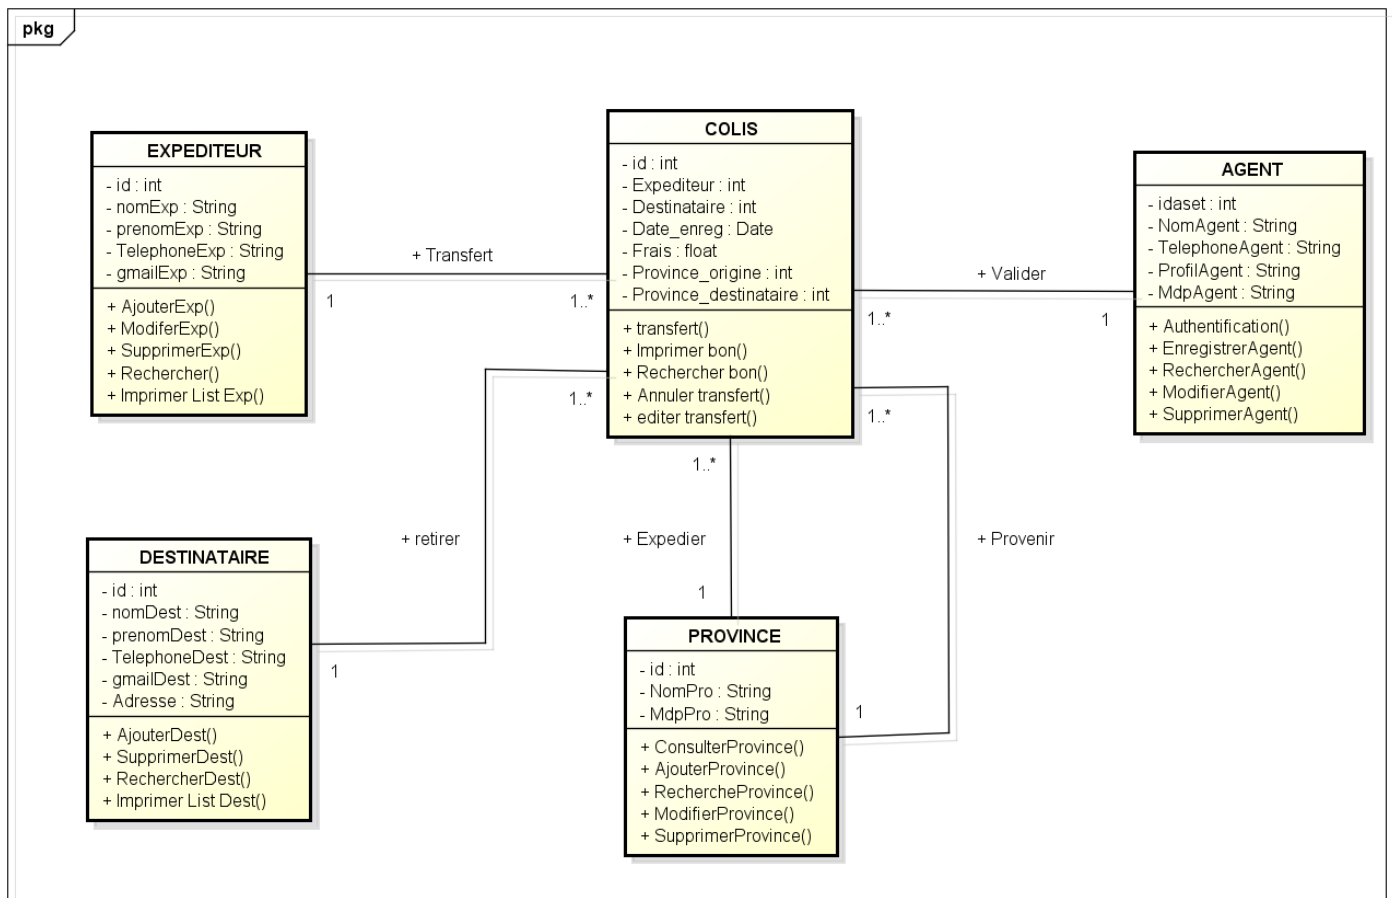 pkg
EXPEDITEUR
- id : int
- nomExp : String
- prenomExp : String
- TelephoneExp : String
- gmailExp : String
+ AjouterExp()
+ ModiferExp()
+ SupprimerExp()
+ Rechercher()
+ Imprimer List Exp()
+ Transfert
1
1..*
COLIS
- id : int
- Expediteur : int
- Destinataire : int
- Date_enreg : Date
- Frais : float
- Province_origine : int
- Province_destinataire : int
+ transfert()
+ Imprimer bon()
+ Rechercher bon()
+ Annuler transfert()
+ editer transfert()
+ Valider
1..*
1
AGENT
- idaset : int
- NomAgent : String
- TelephoneAgent : String
- ProfilAgent : String
- MdpAgent : String
+ Authentification()
+ EnregistrerAgent()
+ RechercherAgent()
+ ModifierAgent()
+ SupprimerAgent()
1..*
+ retirer
1
1..*
+ Expedier
1
1..*
+ Provenir
1
DESTINATAIRE
- id : int
- nomDest : String
- prenomDest : String
- TelephoneDest : String
- gmailDest : String
- Adresse : String
+ AjouterDest()
+ SupprimerDest()
+ RechercherDest()
+ Imprimer List Dest()
PROVINCE
- id : int
- NomPro : String
- MdpPro : String
+ ConsulterProvince()
+ AjouterProvince()
+ RechercheProvince()
+ ModifierProvince()
+ SupprimerProvince()